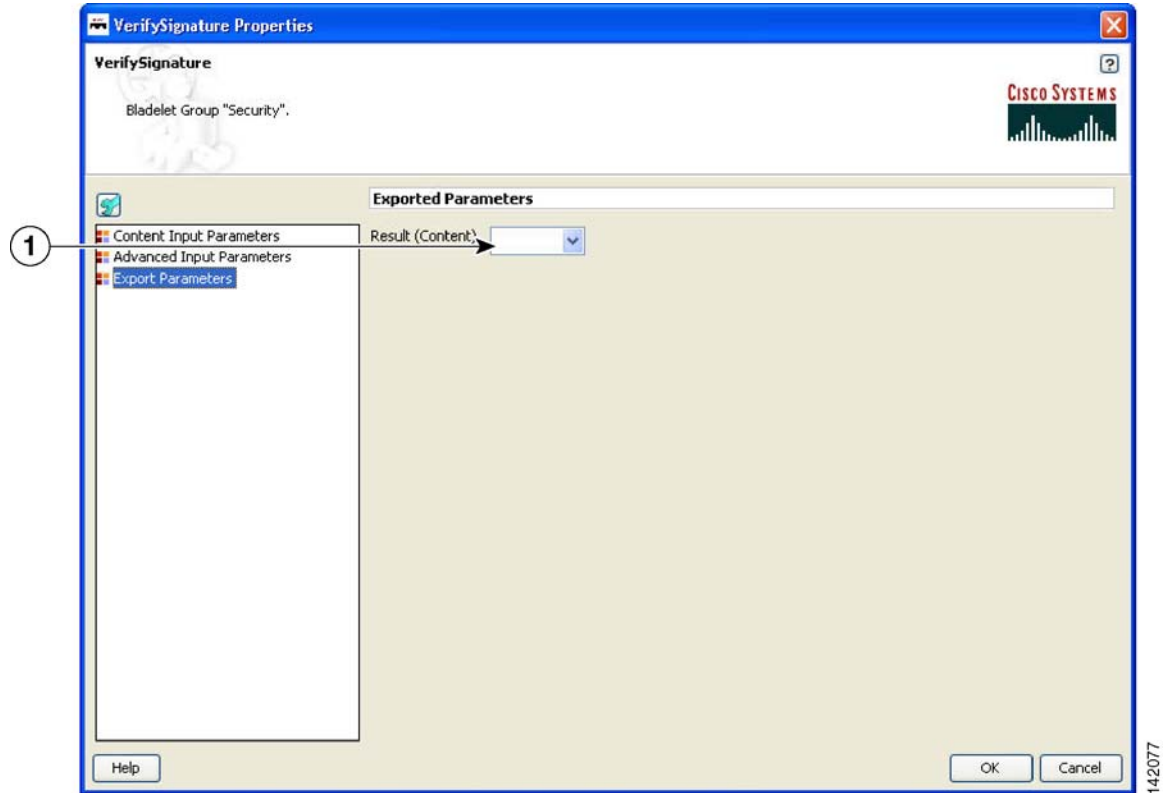 VerifySignature Properties
VerifySignature
Bladelet Group "Security".
CISCO SYSTEMS
Exported Parameters
1
Content Input Parameters
Advanced Input Parameters
Export Parameters
Result (Content)
Help
OK
Cancel
142077